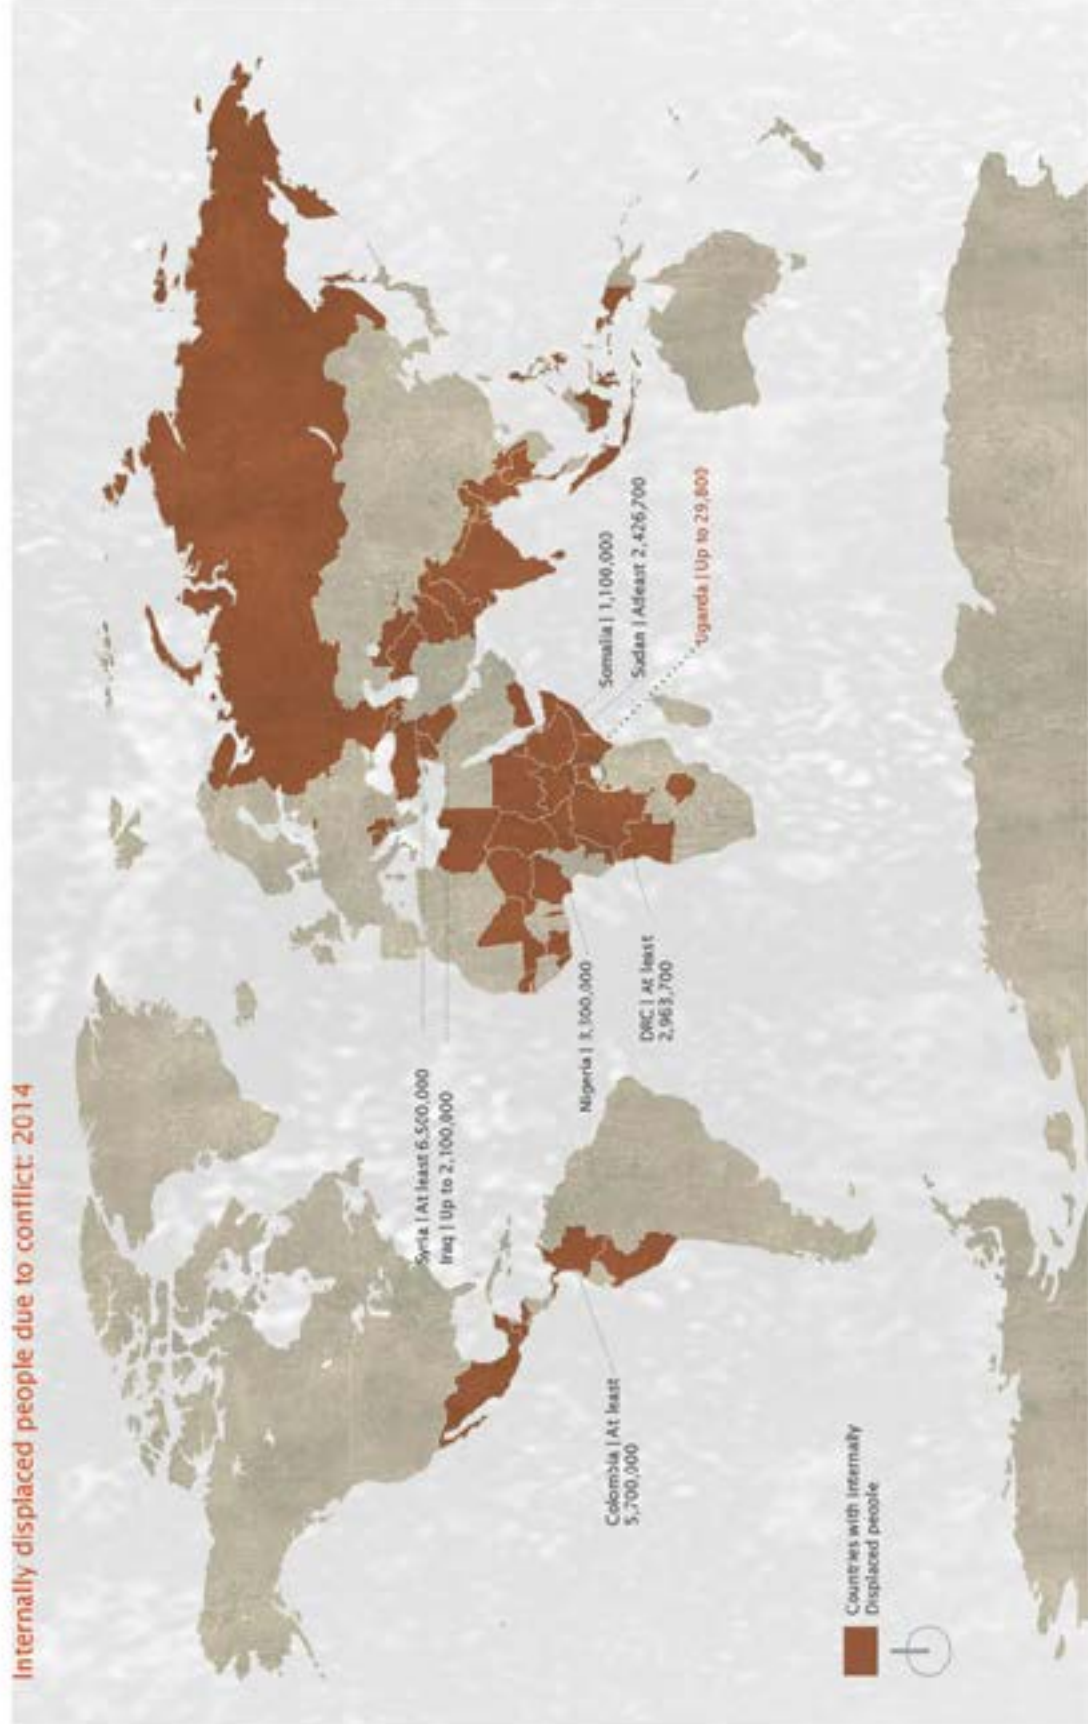 Internally displaced people due to conflict: 2014
Syria | At least 6,500,000
Iraq | Up to 2,100,000
Somalia | 1,100,000
Sudan | Atleast 2,426,700
Uganda | Up to 29,800
Nigeria | 3,300,000
DRC | At least
2,963,700
Colombia | At least
5,700,000
Countries with internally
Displaced people